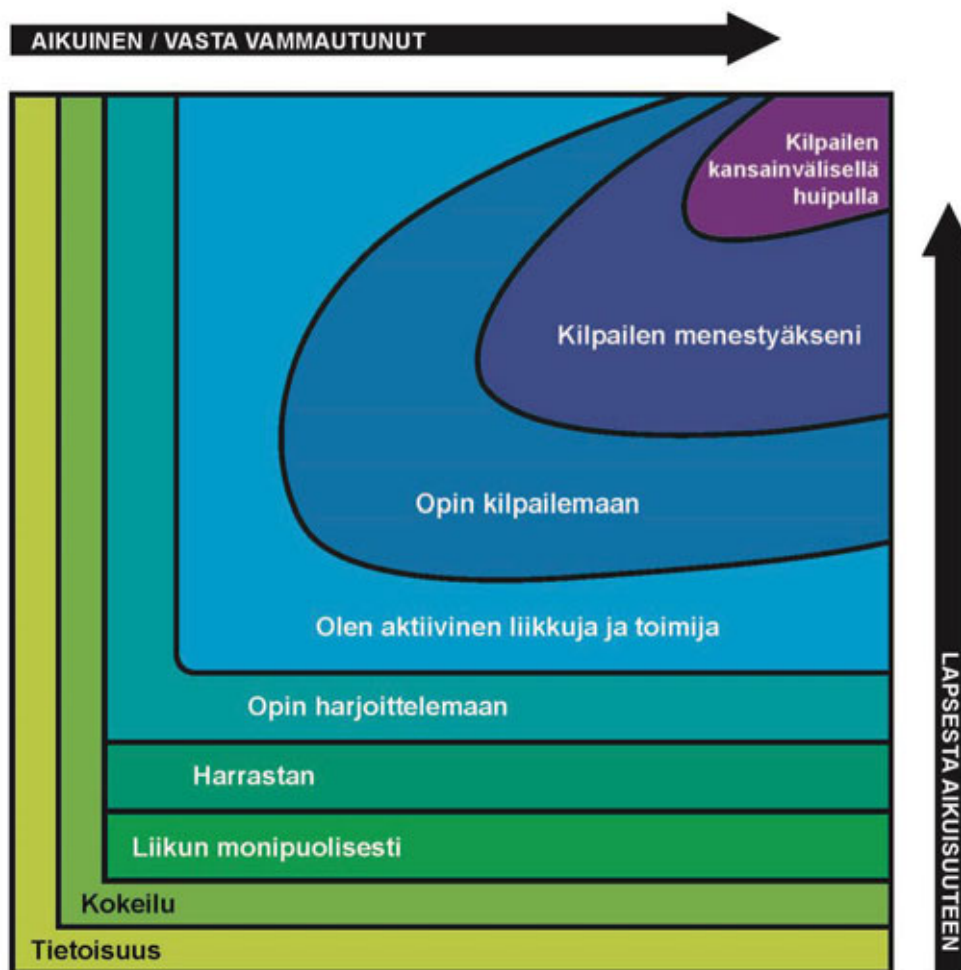 AIKUINEN / VASTA VAMMAUTUNUT
Kilpailen
kansainvälisellä
huipulla
Kilpailen menestyäkseni
Opin kilpailemaan
Olen aktiivinen liikkuja ja toimija
Opin harjoittelemaan
Harrastan
Liikun monipuolisesti
Kokeilu
Tietoisuus
LAPSESTA AIKUISUUTEEN